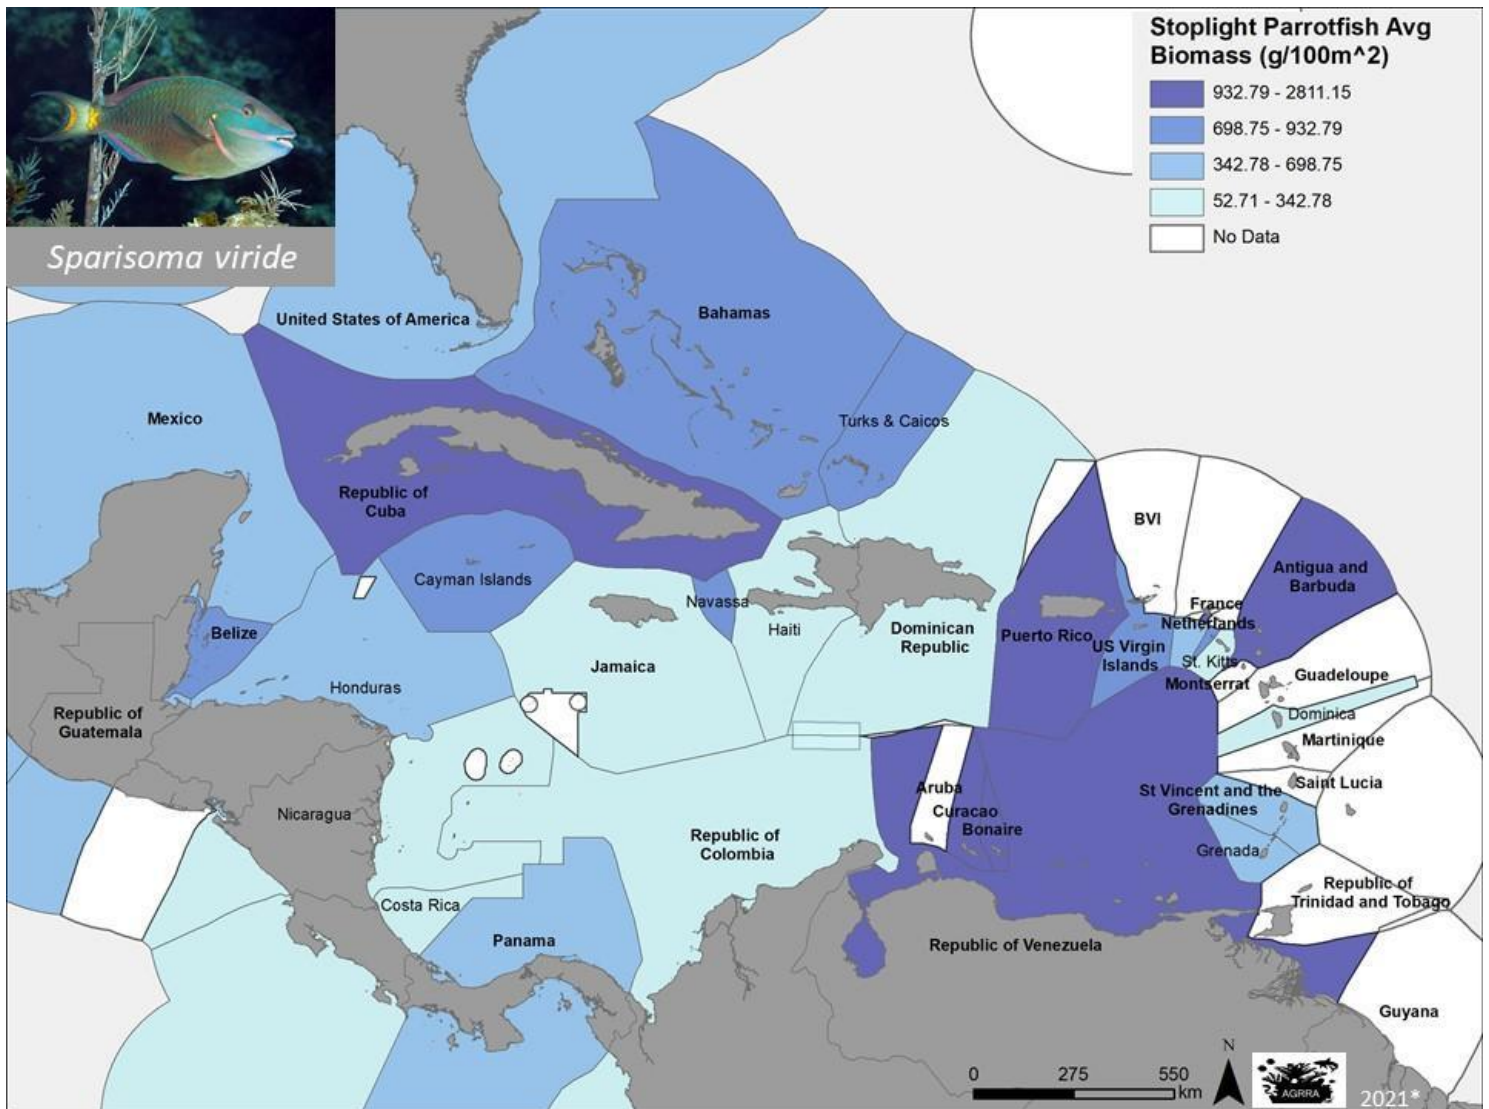 Sparisoma viride
Stoplight Parrotfish Avg
Biomass (g/100m^2)
932.79 - 2811.15
698.75 - 932.79
342.78 - 698.75
52.71 - 342.78
No Data
United States of America
Bahamas
Mexico
Turks & Caicos
Republic of
Cuba
BVI
Cayman Islands
Antigua and
Barbuda
Navassa
France
Netherlands
Belize
Haiti
Dominican
Republic
Puerto Rico
US Virgin
Islands
St. Kitts
Jamaica
Montserrat
Guadeloupe
Honduras
Republic of
Guatemala
Dominica
Martinique
Aruba
Saint Lucia
St Vincent and the
Grenadines
Nicaragua
Curacao
Bonaire
Republic of
Colombia
Grenada
Costa Rica
Republic of
Trinidad and Tobago
Panama
Republic of Venezuela
Guyana
N
0 275 550
km
AGRRA
2021*